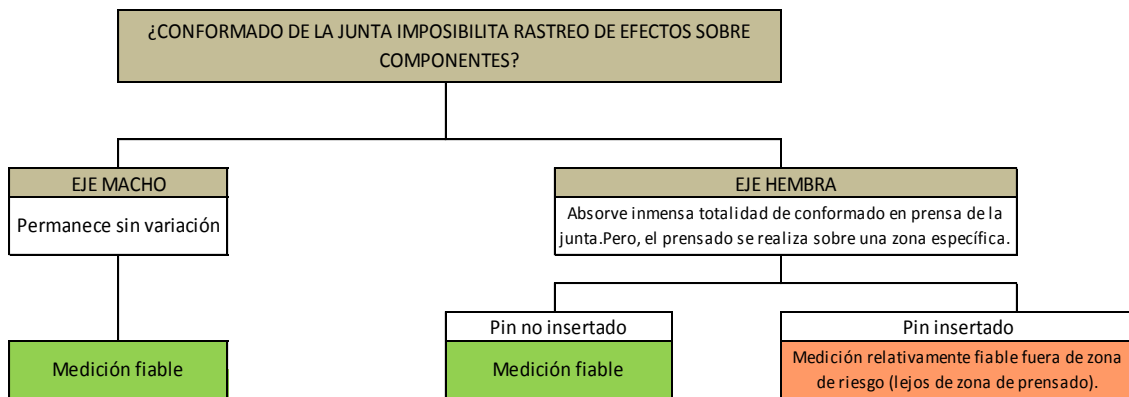 ¿CONFORMADO DE LA JUNTA IMPOSIBILITA RASTREO DE EFECTOS SOBRE
COMPONENTES?
EJE MACHO
Permanece sin variación
EJE HEMBRA
Absorve inmensa totalidad de conformado en prensa de la
junta.Pero, el prensado se realiza sobre una zona específica.
Medición fiable
Pin no insertado
Medición fiable
Pin insertado
Medición relativamente fiable fuera de zona
de riesgo (lejos de zona de prensado).